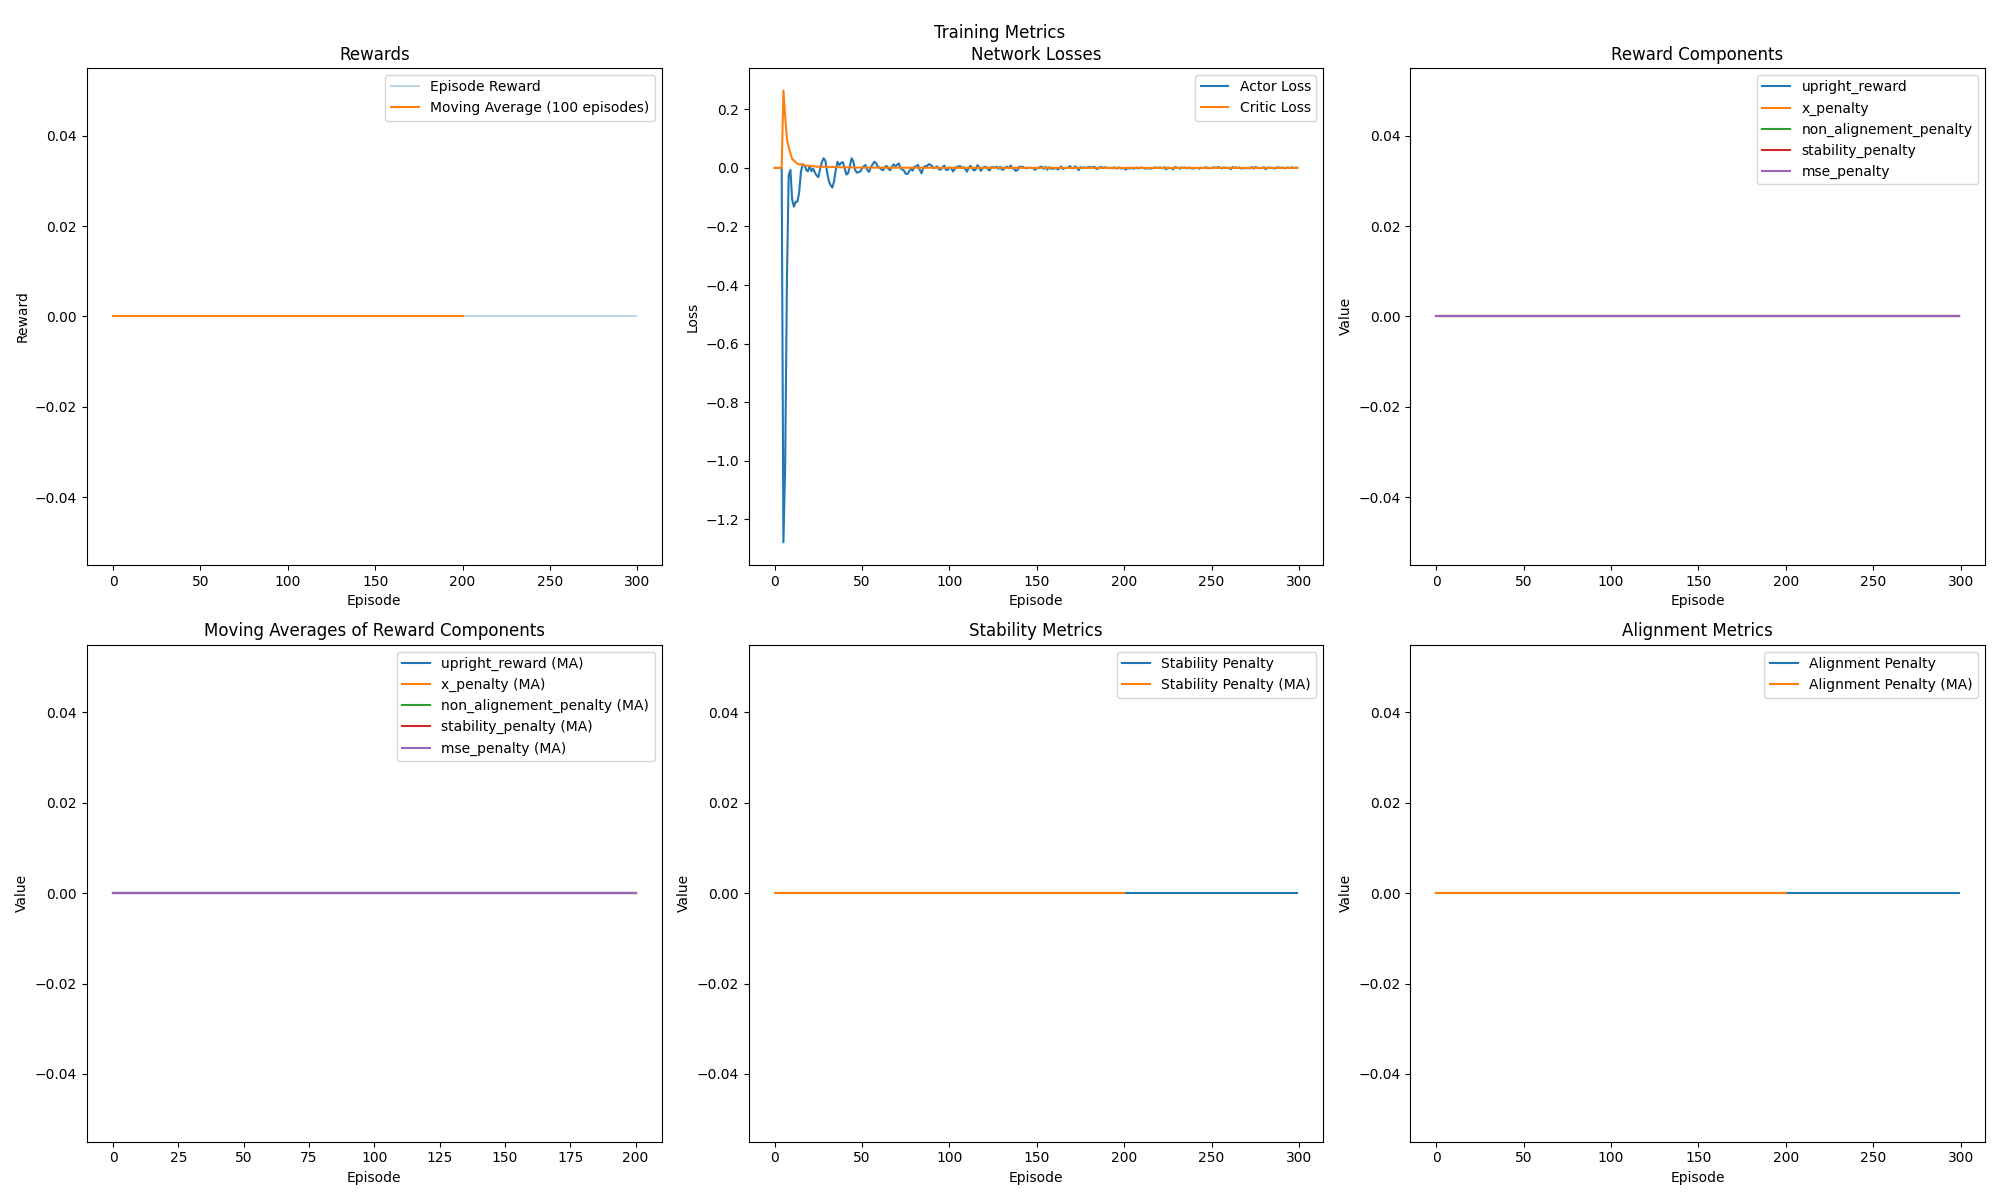 Training Metrics
Rewards
Episode Reward
Moving Average (100 episodes)
0.04
0.02
0.00
−0.02
−0.04
Reward
0 50 100 150 200 250 300
Episode
Network Losses
Actor Loss
Critic Loss
0.2
0.0
−0.2
−0.4
−0.6
−0.8
−1.0
−1.2
Loss
0 50 100 150 200 250 300
Episode
Reward Components
upright_reward
x_penalty
non_alignement_penalty
stability_penalty
mse_penalty
0.04
0.02
0.00
−0.02
−0.04
Value
0 50 100 150 200 250 300
Episode
Moving Averages of Reward Components
upright_reward (MA)
x_penalty (MA)
non_alignement_penalty (MA)
stability_penalty (MA)
mse_penalty (MA)
0.04
0.02
0.00
−0.02
−0.04
Value
0 25 50 75 100 125 150 175 200
Episode
Stability Metrics
Stability Penalty
Stability Penalty (MA)
0.04
0.02
0.00
−0.02
−0.04
Value
0 50 100 150 200 250 300
Episode
Alignment Metrics
Alignment Penalty
Alignment Penalty (MA)
0.04
0.02
0.00
−0.02
−0.04
Value
0 50 100 150 200 250 300
Episode